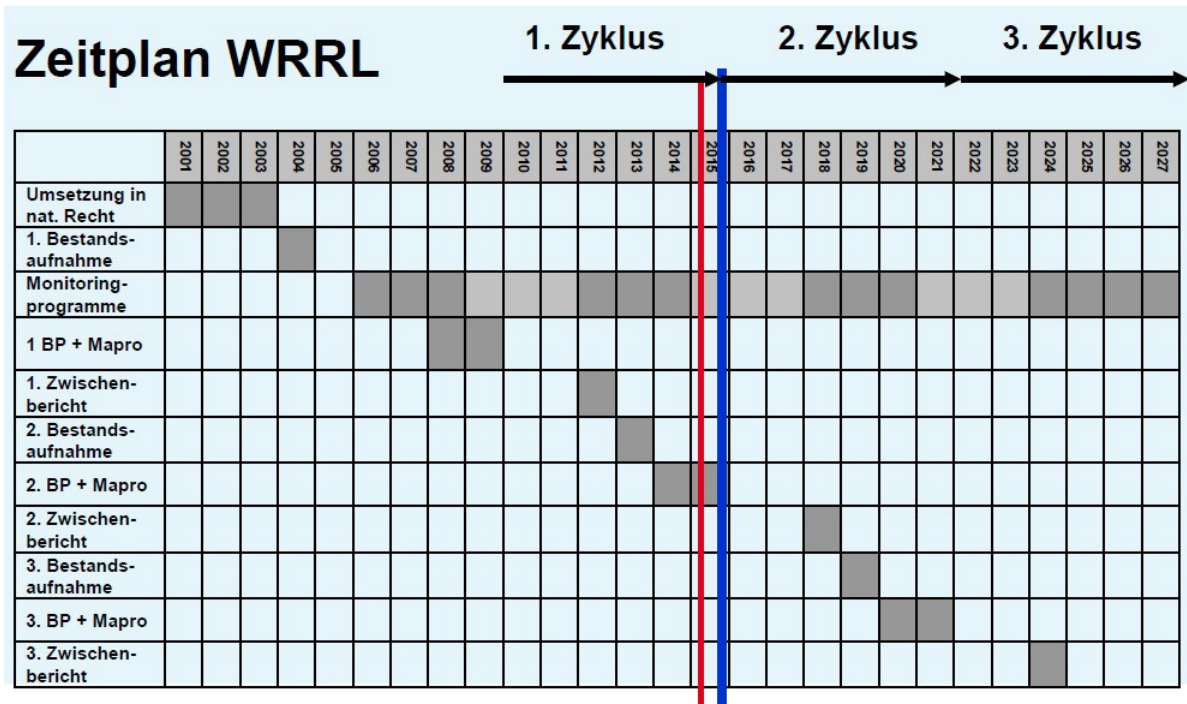 Zeitplan WRRL
1. Zyklus
2. Zyklus
3. Zyklus
2001 2002 2003 2004 2005 2006 2007 2008 2009 2010 2011 2012 2013 2014 2015 2016 2017 2018 2019 2020 2021 2022 2023 2024 2025 2026 2027
Umsetzung in
nat. Recht
1. Bestands-
aufnahme
Monitoring-
programme
1 BP + Mapro
1. Zwischen-
bericht
2. Bestands-
aufnahme
2. BP + Mapro
2. Zwischen-
bericht
3. Bestands-
aufnahme
3. BP + Mapro
3. Zwischen-
bericht